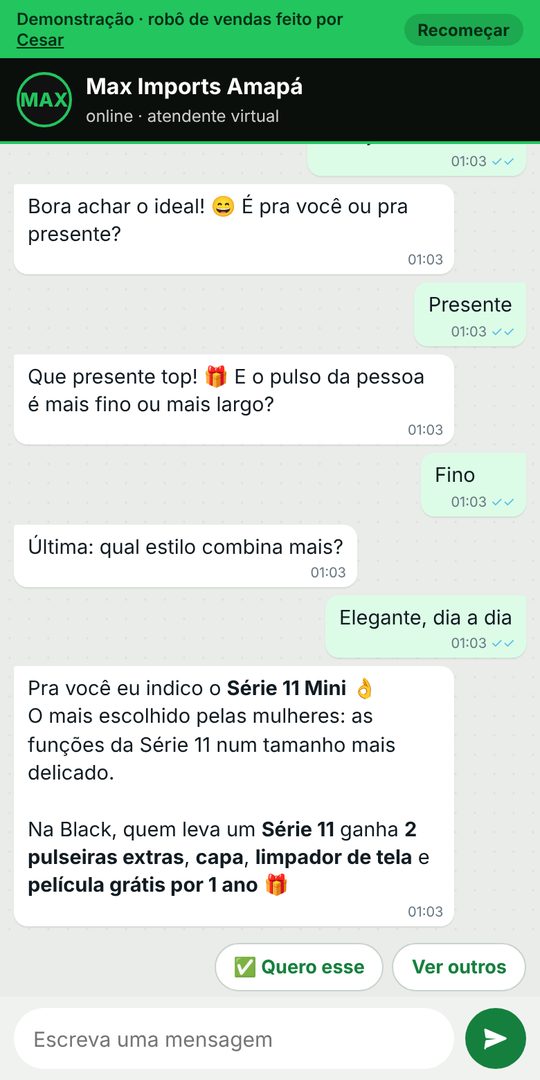 Demonstração · robô de vendas feito por
Cesar
Recomeçar
MAX
Max Imports Amapá
online · atendente virtual
01:03 ✓✓
Bora achar o ideal! 😄 É pra você ou pra
presente?
01:03
Presente
01:03 ✓✓
Que presente top! 🎁 E o pulso da pessoa
é mais fino ou mais largo?
01:03
Fino
01:03 ✓✓
Última: qual estilo combina mais?
01:03
Elegante, dia a dia
01:03 ✓✓
Pra você eu indico o Série 11 Mini 👌
O mais escolhido pelas mulheres: as
funções da Série 11 num tamanho mais
delicado.
Na Black, quem leva um Série 11 ganha 2
pulseiras extras, capa, limpador de tela e
película grátis por 1 ano 🎁
01:03
✅ Quero esse
Ver outros
Escreva uma mensagem